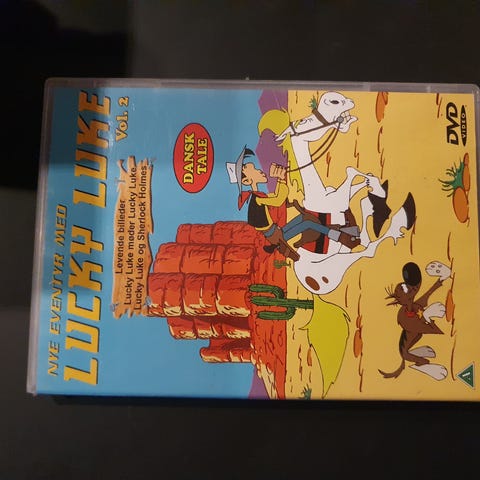 NYE EVENTYR MED
LUCKY LUKE
Vol. 2
Levende billeder
Lucky Luke møder Lucky Luke
Lucky Luke og Sherlock Holmes
DANSK
TALE
DVD
VIDEO
A